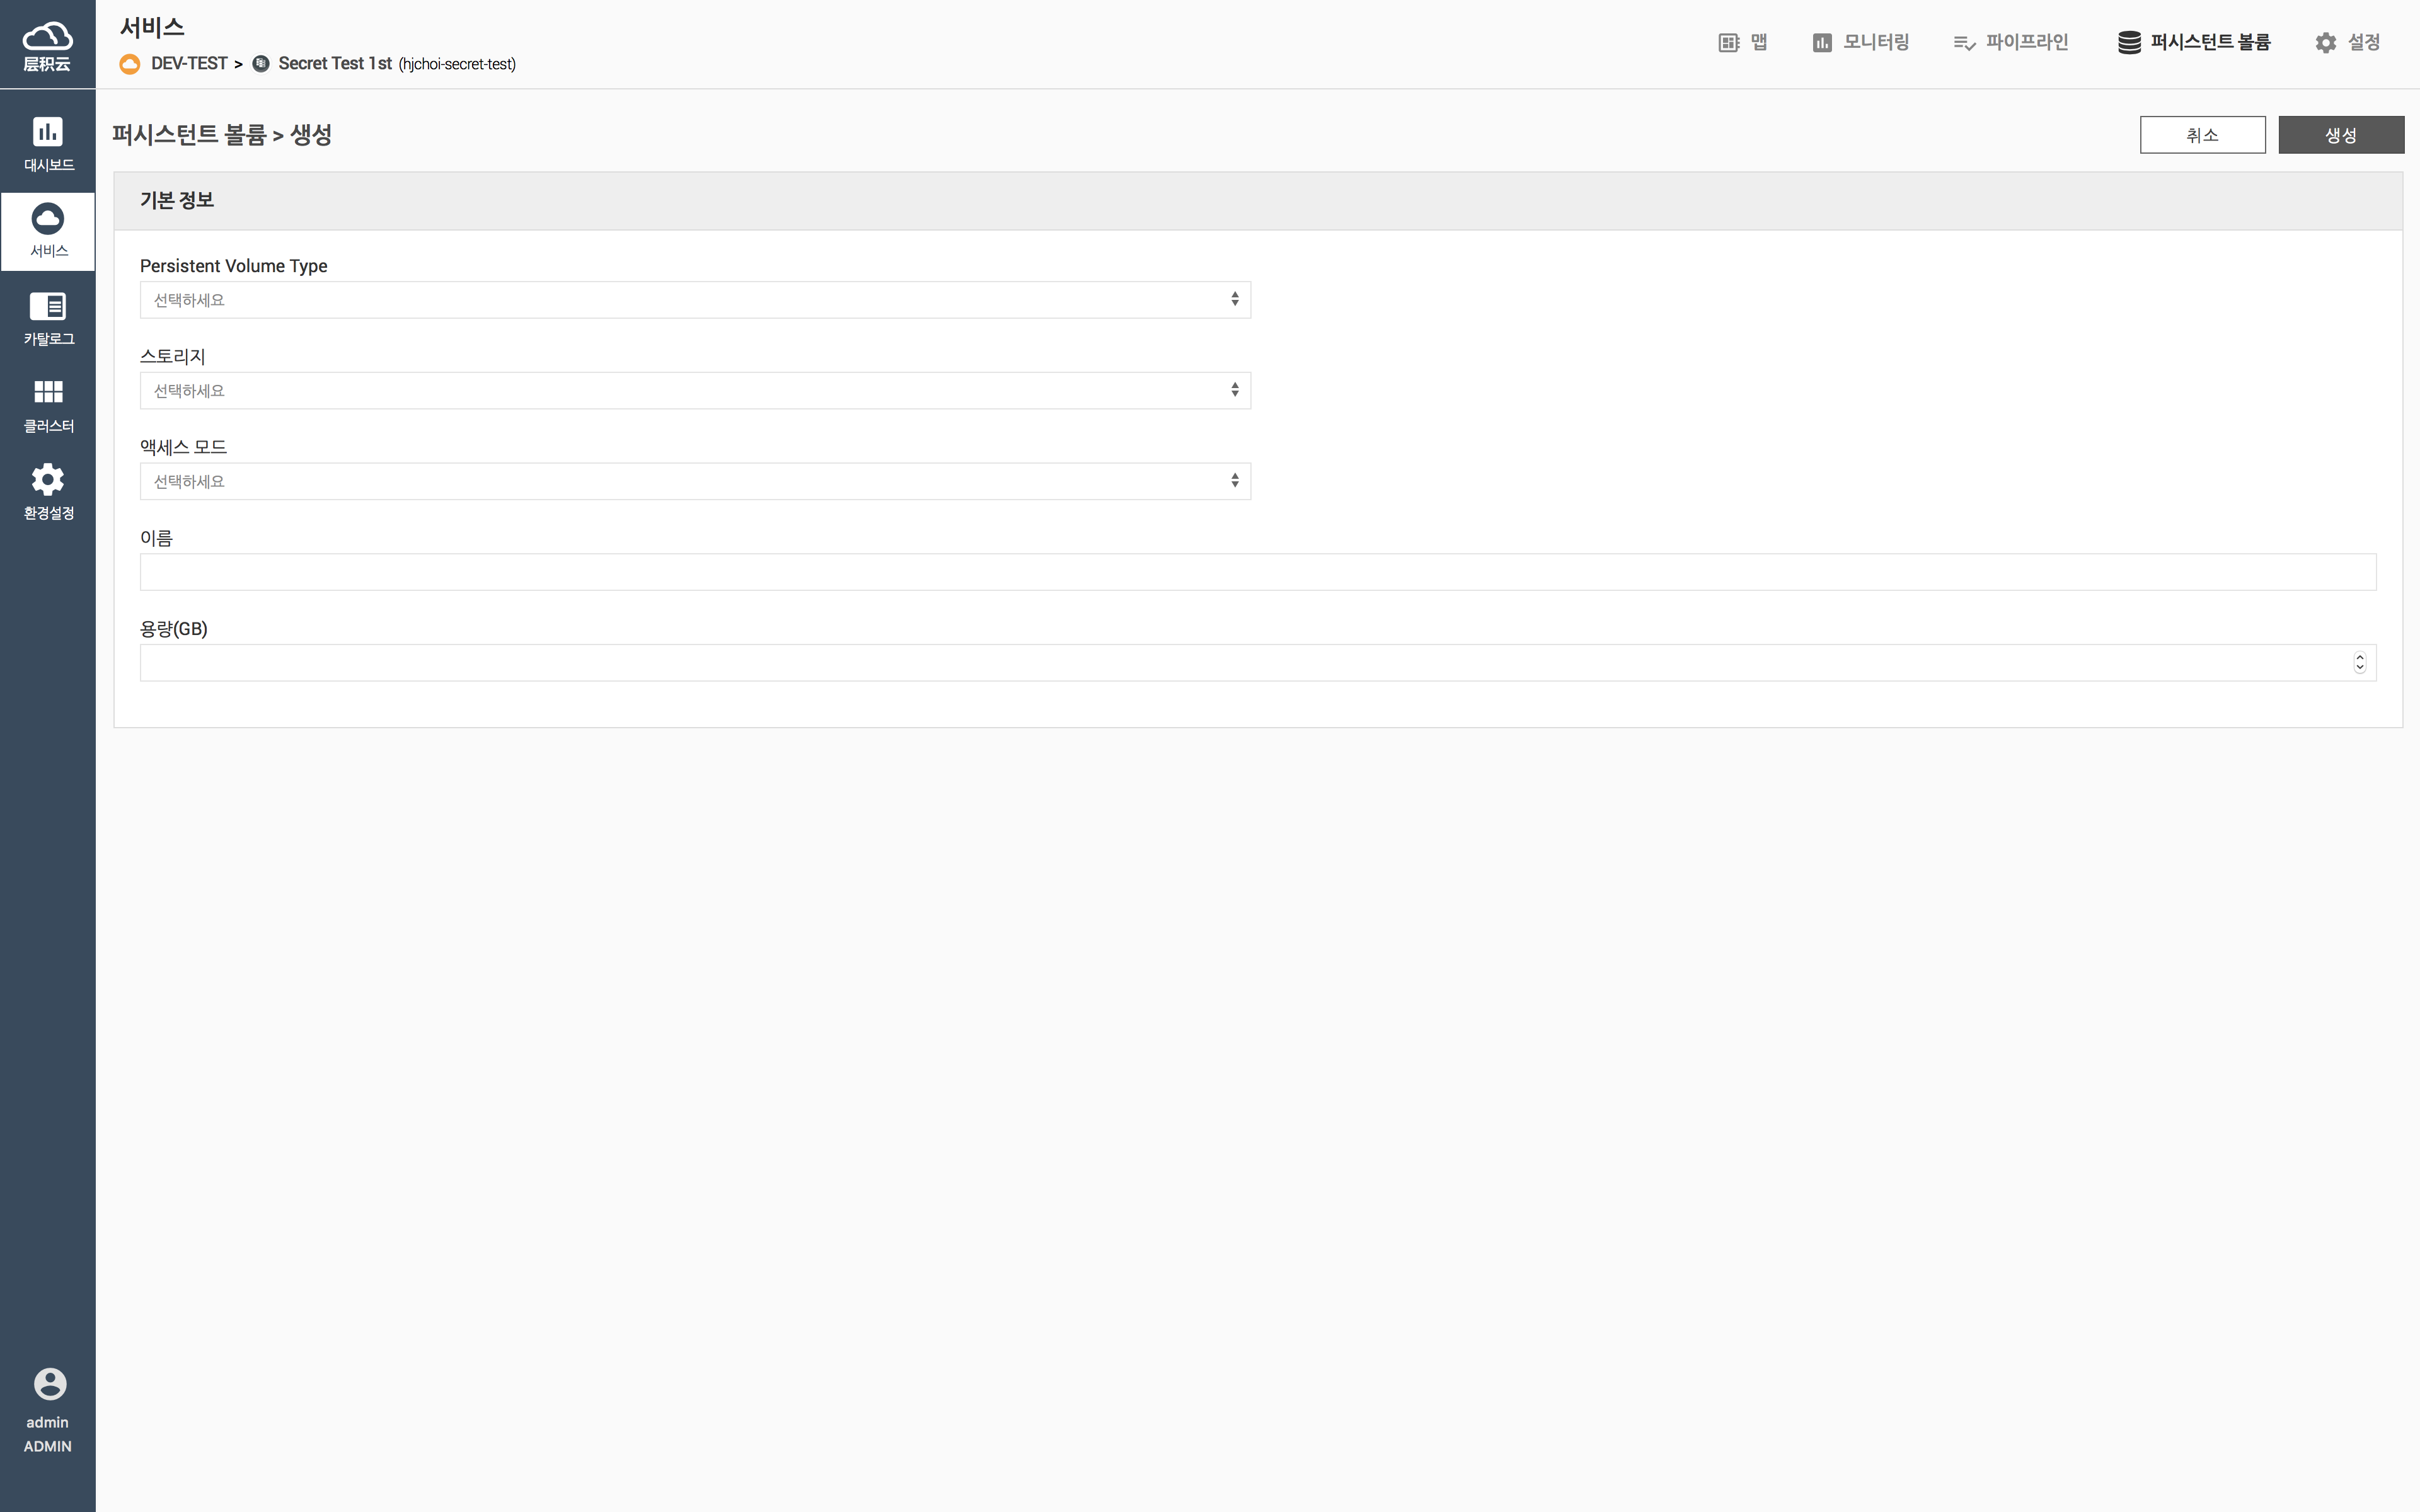 层积云
서비스
DEV-TEST > Secret Test 1st (hjchoi-secret-test)
맵
모니터링
파이프라인
퍼시스턴트 볼륨
설정
대시보드
서비스
카탈로그
클러스터
환경설정
admin
ADMIN
퍼시스턴트 볼륨 > 생성
취소
생성
기본 정보
Persistent Volume Type
선택하세요
스토리지
선택하세요
액세스 모드
선택하세요
이름
용량(GB)